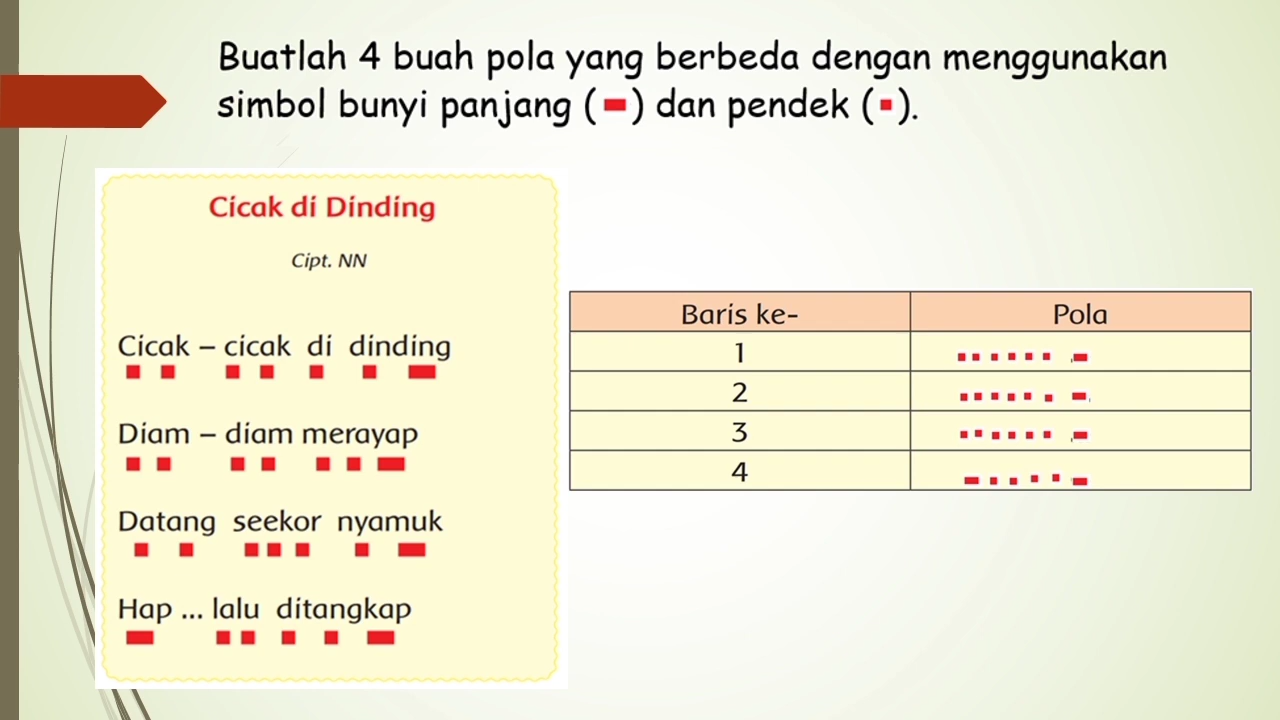 Buatlah 4 buah pola yang berbeda dengan menggunakan
simbol bunyi panjang (▬) dan pendek (▪).
Cicak di Dinding
Cipt. NN
Cicak – cicak di dinding
Diam – diam merayap
Datang seekor nyamuk
Hap ... lalu ditangkap
Baris ke- Pola
1
2
3
4